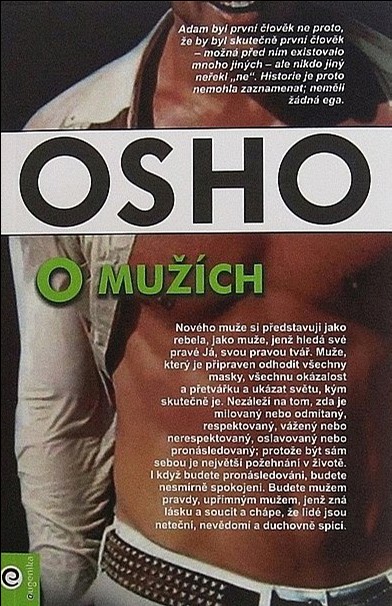 Adam byl první člověk ne proto,
že by byl skutečně první člověk
– možná před ním existovalo
mnoho jiných – ale nikdo jiný
neřekl „ne“. Historie je proto
nemohla zaznamenat; neměli
žádná ega.
OSHO
O MUŽÍCH
Nového muže si představuji jako
rebela, jako muže, jenž hledá své
pravé Já, svou pravou tvář. Muže,
který je připraven odhodit všechny
masky, všechnu okázalost
a přetvářku a ukázat světu, kým
skutečně je. Nezáleží na tom, zda je
milovaný nebo odmítaný,
respektovaný, vážený nebo
nerespektovaný, oslavovaný nebo
pronásledovaný; protože být sám
sebou je největší požehnání v životě.
I když budete pronásledováni, budete
nesmírně spokojeni. Budete mužem
pravdy, upřímným mužem, jenž zná
lásku a soucit a chápe, že lidé jsou
neteční, nevědomí a duchovně spící.
eugenika